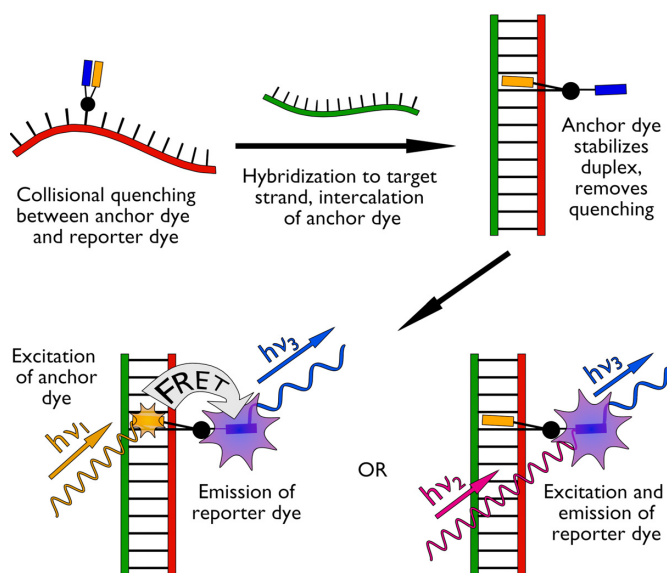 Collisional quenching
between anchor dye
and reporter dye
Hybridization to target
strand, intercalation
of anchor dye
Anchor dye
stabilizes
duplex,
removes
quenching
Excitation
of anchor
dye
hν₁
FRET
hν₃
Emission of
reporter dye
OR
hν₂
hν₃
Excitation and
emission of
reporter dye